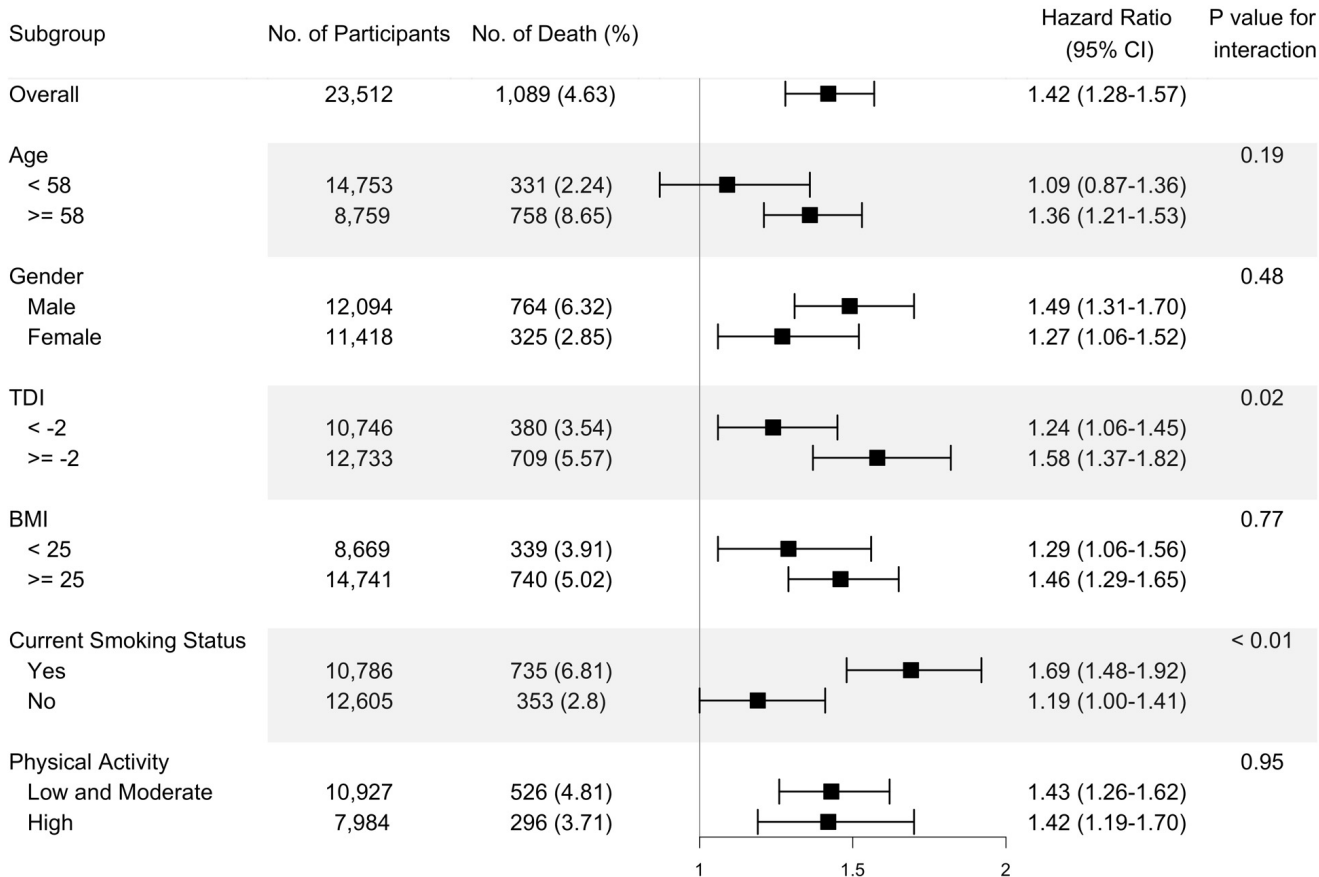 Subgroup No. of Participants No. of Death (%) Hazard Ratio (95% CI) P value for interaction
Overall 23,512 1,089 (4.63) 1.42 (1.28-1.57)
Age 0.19
< 58 14,753 331 (2.24) 1.09 (0.87-1.36)
>= 58 8,759 758 (8.65) 1.36 (1.21-1.53)
Gender 0.48
Male 12,094 764 (6.32) 1.49 (1.31-1.70)
Female 11,418 325 (2.85) 1.27 (1.06-1.52)
TDI 0.02
< -2 10,746 380 (3.54) 1.24 (1.06-1.45)
>= -2 12,733 709 (5.57) 1.58 (1.37-1.82)
BMI 0.77
< 25 8,669 339 (3.91) 1.29 (1.06-1.56)
>= 25 14,741 740 (5.02) 1.46 (1.29-1.65)
Current Smoking Status < 0.01
Yes 10,786 735 (6.81) 1.69 (1.48-1.92)
No 12,605 353 (2.8) 1.19 (1.00-1.41)
Physical Activity 0.95
Low and Moderate 10,927 526 (4.81) 1.43 (1.26-1.62)
High 7,984 296 (3.71) 1.42 (1.19-1.70)
1 1.5 2